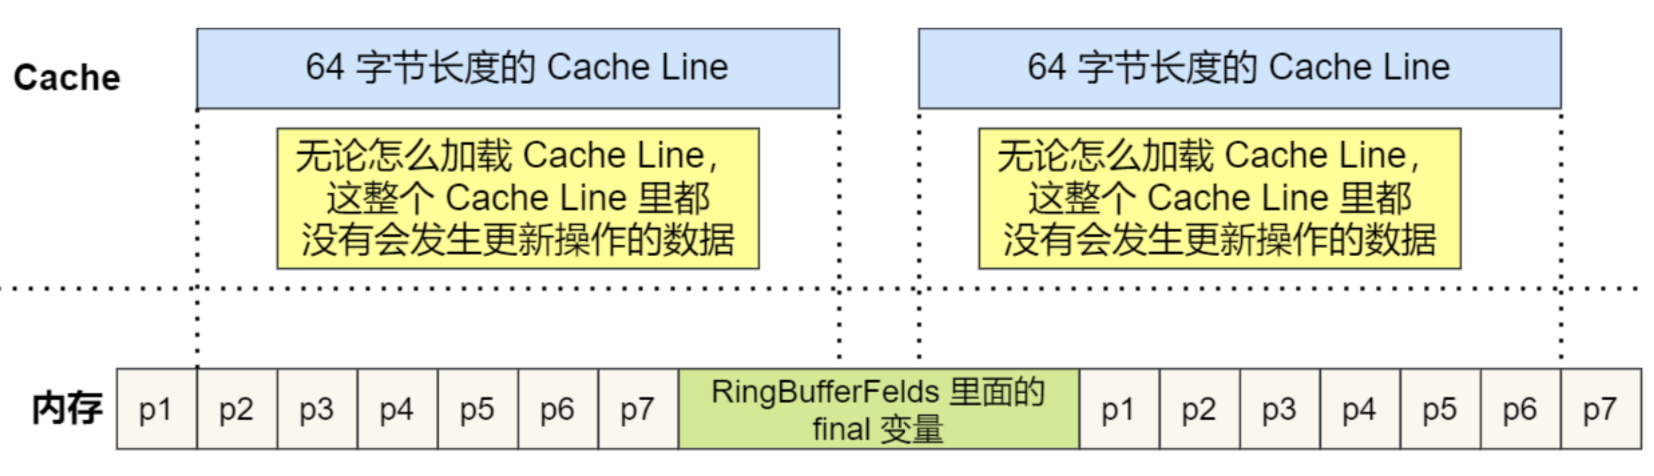 Cache
64 字节长度的 Cache Line
64 字节长度的 Cache Line
无论怎么加载 Cache Line，
这整个 Cache Line 里都
没有会发生更新操作的数据
无论怎么加载 Cache Line，
这整个 Cache Line 里都
没有会发生更新操作的数据
内存
p1 p2 p3 p4 p5 p6 p7
RingBufferFelds 里面的
final 变量
p1 p2 p3 p4 p5 p6 p7